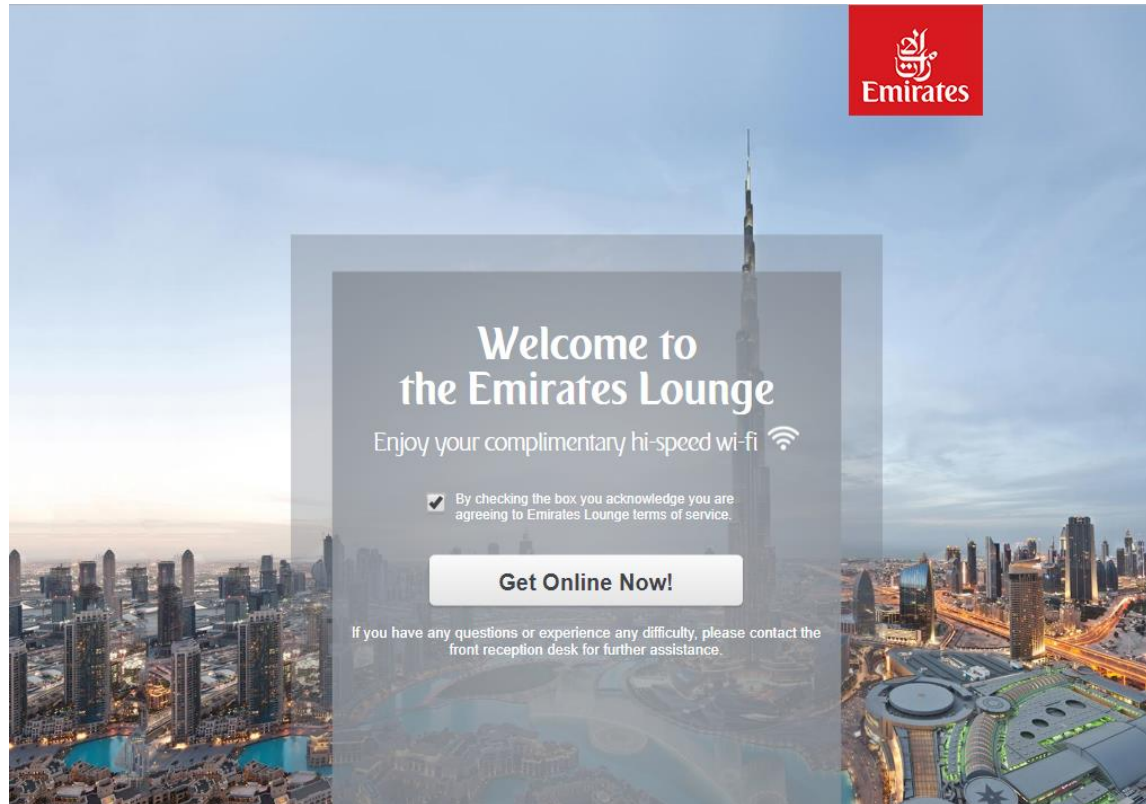 الإمارات
Emirates
Welcome to
the Emirates Lounge
Enjoy your complimentary hi-speed wi-fi
By checking the box you acknowledge you are
agreeing to Emirates Lounge terms of service.
Get Online Now!
If you have any questions or experience any difficulty, please contact the
front reception desk for further assistance.